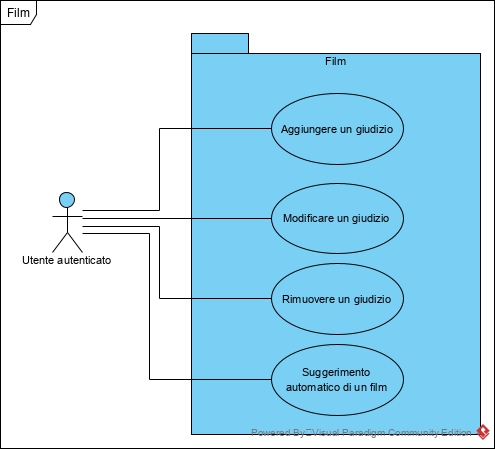 Film
Film
Aggiungere un giudizio
Modificare un giudizio
Utente autenticato
Rimuovere un giudizio
Suggerimento
automatico di un film
Powered By Visual Paradigm Community Edition